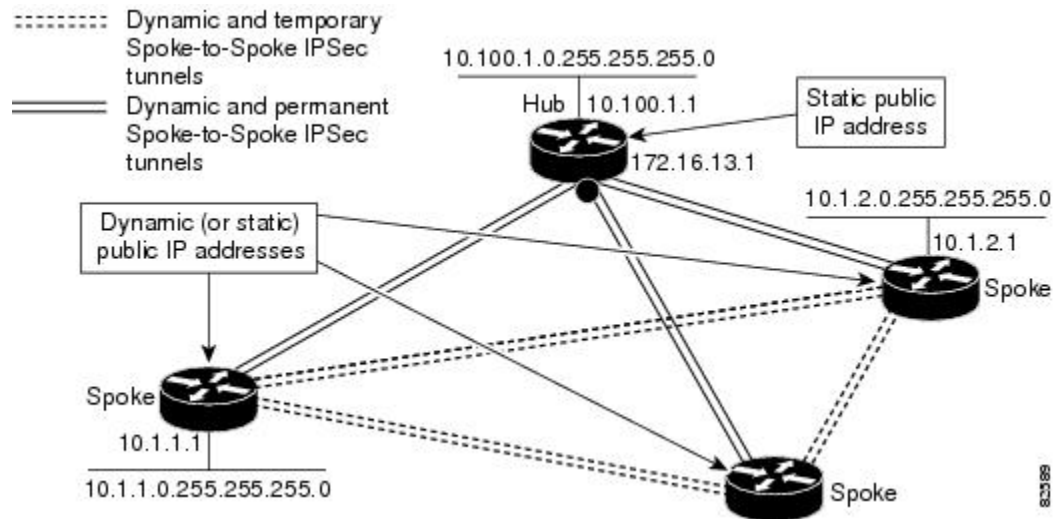 Dynamic and temporary
Spoke-to-Spoke IPSec
tunnels
Dynamic and permanent
Spoke-to-Spoke IPSec
tunnels
10.100.1.0.255.255.255.0
Hub
10.100.1.1
Static public
IP address
172.16.13.1
10.1.2.0.255.255.255.0
Dynamic (or static)
public IP addresses
10.1.2.1
Spoke
Spoke
10.1.1.1
10.1.1.0.255.255.255.0
Spoke
83589